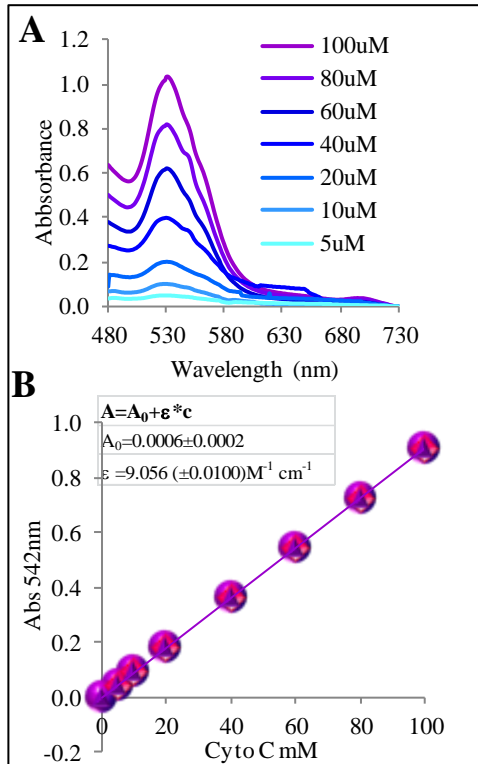 A
1.2
1.0
0.8
0.6
0.4
0.2
0.0
Abbsorbance
100uM
80uM
60uM
40uM
20uM
10uM
5uM
480 530 580 630 680 730
Wavelength (nm)
B
A=A₀+ε*c
A₀=0.0006±0.0002
ε =9.056 (±0.0100)M⁻¹ cm⁻¹
1.0
0.8
0.6
0.4
0.2
0.0
-0.2
Abs 542nm
0 20 40 60 80 100
Cyto C mM